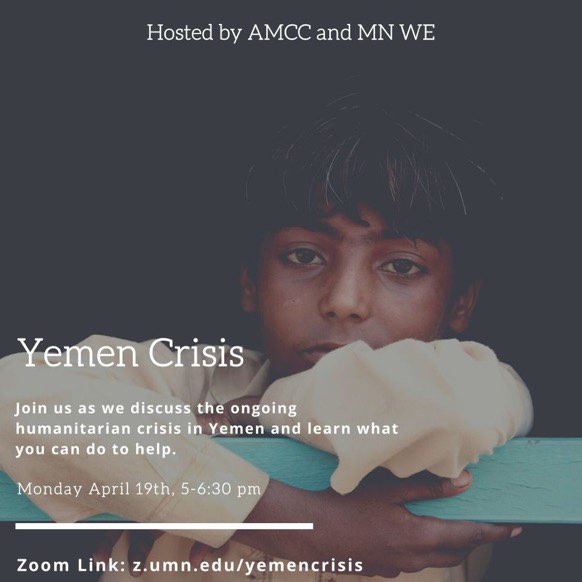 Hosted by AMCC and MN WE
Yemen Crisis
Join us as we discuss the ongoing
humanitarian crisis in Yemen and learn what
you can do to help.
Monday April 19th, 5-6:30 pm
Zoom Link: z.umn.edu/yemencrisis